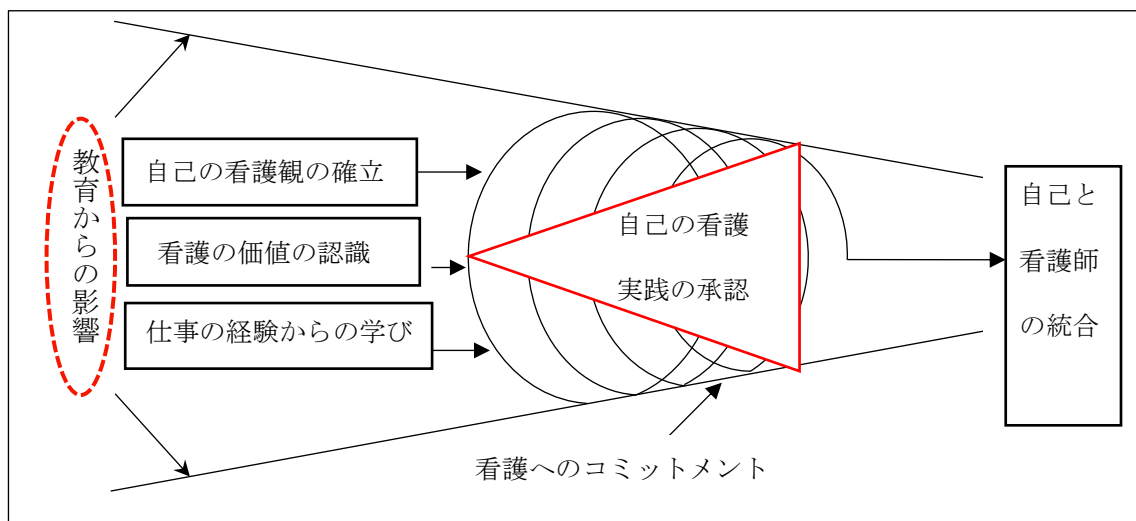 教育からの影響
自己の看護観の確立
看護の価値の認識
仕事の経験からの学び
自己の看護
実践の承認
看護へのコミットメント
自己と
看護師
の統合